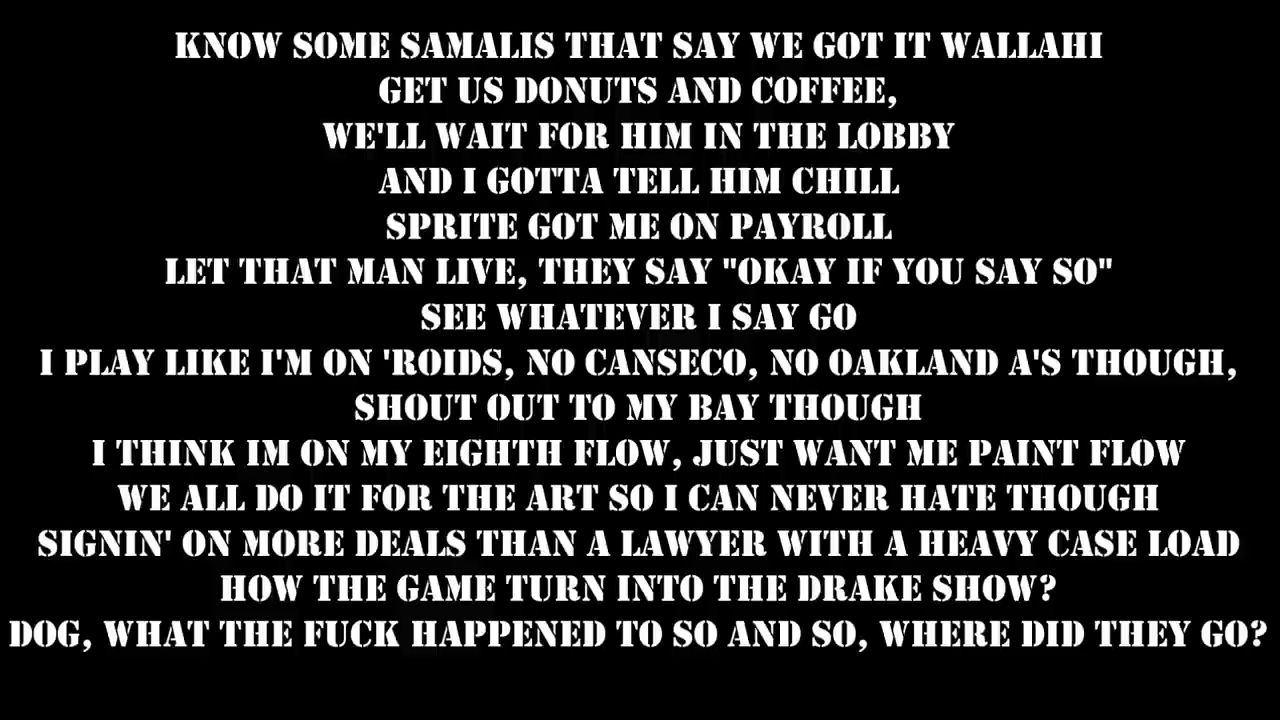 KNOW SOME SAMALIS THAT SAY WE GOT IT WALLAHI
GET US DONUTS AND COFFEE,
WE'LL WAIT FOR HIM IN THE LOBBY
AND I GOTTA TELL HIM CHILL
SPRITE GOT ME ON PAYROLL
LET THAT MAN LIVE, THEY SAY "OKAY IF YOU SAY SO"
SEE WHATEVER I SAY GO
I PLAY LIKE I'M ON 'ROIDS, NO CANSECO, NO OAKLAND A'S THOUGH,
SHOUT OUT TO MY BAY THOUGH
I THINK IM ON MY EIGHTH FLOW, JUST WANT ME PAINT FLOW
WE ALL DO IT FOR THE ART SO I CAN NEVER HATE THOUGH
SIGNIN' ON MORE DEALS THAN A LAWYER WITH A HEAVY CASE LOAD
HOW THE GAME TURN INTO THE DRAKE SHOW?
DOG, WHAT THE FUCK HAPPENED TO SO AND SO, WHERE DID THEY GO?